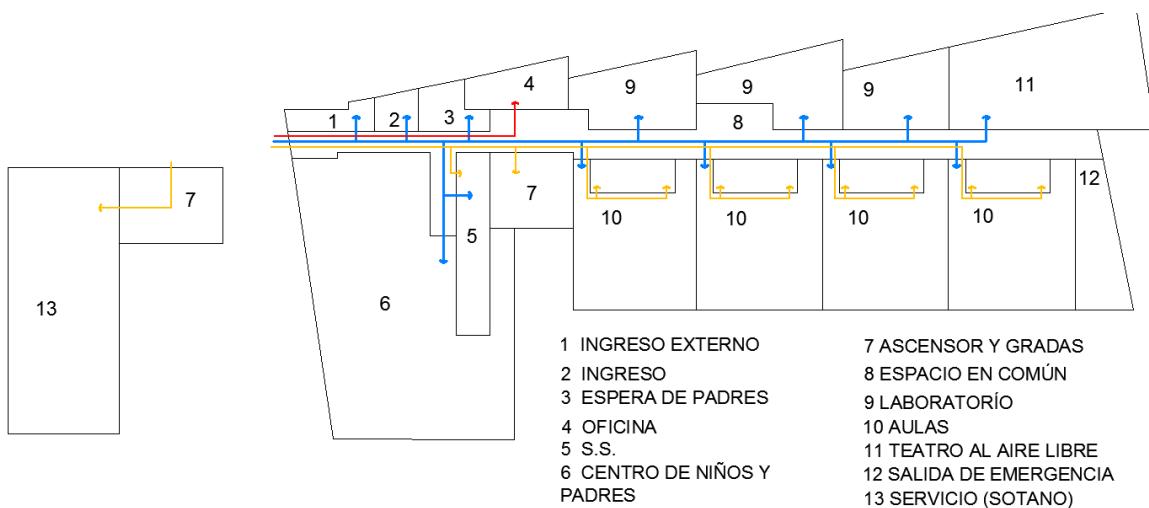 4
11
9
9
9
1
2
3
8
7
12
7
10
10
10
10
5
6
13
1 INGRESO EXTERNO
2 INGRESO
3 ESPERA DE PADRES
4 OFICINA
5 S.S.
6 CENTRO DE NIÑOS Y
PADRES
7 ASCENSOR Y GRADAS
8 ESPACIO EN COMÚN
9 LABORATORÍO
10 AULAS
11 TEATRO AL AIRE LIBRE
12 SALIDA DE EMERGENCIA
13 SERVICIO (SOTANO)